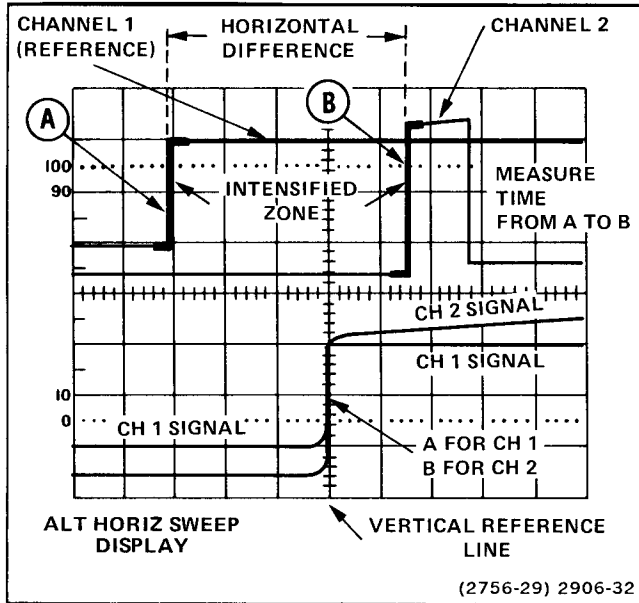 CHANNEL 1
(REFERENCE)
HORIZONTAL
DIFFERENCE
CHANNEL 2
A
B
100
90
INTENSIFIED
ZONE
MEASURE
TIME
FROM A TO B
CH 2 SIGNAL
CH 1 SIGNAL
10
0
CH 1 SIGNAL
A FOR CH 1
B FOR CH 2
ALT HORIZ SWEEP
DISPLAY
VERTICAL REFERENCE
LINE
(2756-29) 2906-32